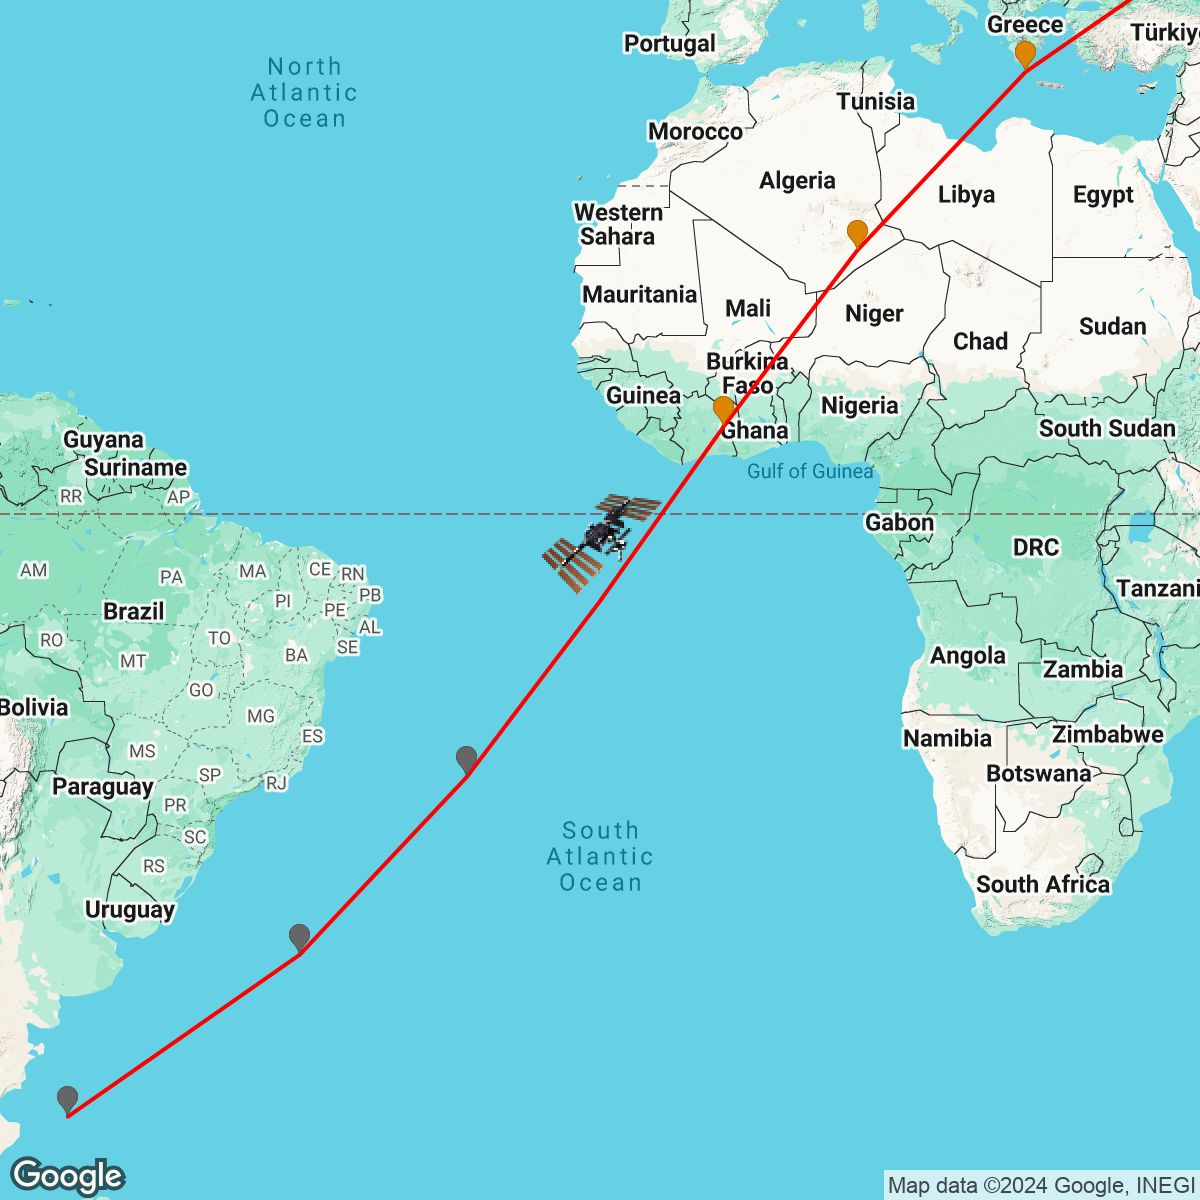 Greece
Portugal
Türkiy
North
Atlantic
Ocean
Tunisia
Morocco
Algeria
Libya
Egypt
Western
Sahara
Mauritania
Mali
Niger
Chad
Sudan
Burkina
Faso
Guinea
Nigeria
Ghana
South Sudan
Guyana
Suriname
Gulf of Guinea
RR
AP
Gabon
DRC
AM
PA
MA
CE
RN
Tanzani
PI
PB
Brazil
PE
AL
RO
TO
SE
MT
BA
Angola
Zambia
GO
Bolivia
MG
ES
Namibia
Zimbabwe
MS
SP
Botswana
Paraguay
RJ
PR
SC
South
Atlantic
Ocean
RS
South Africa
Uruguay
Google
Map data ©2024 Google, INEGI